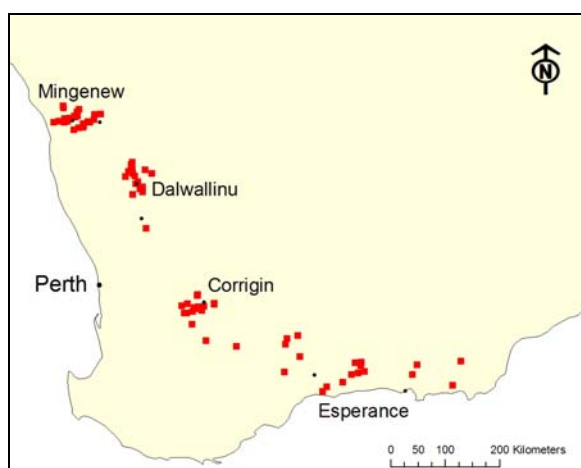 N
Mingenew
Dalwallinu
Perth
Corrigin
Esperance
0 50 100 200 Kilometers